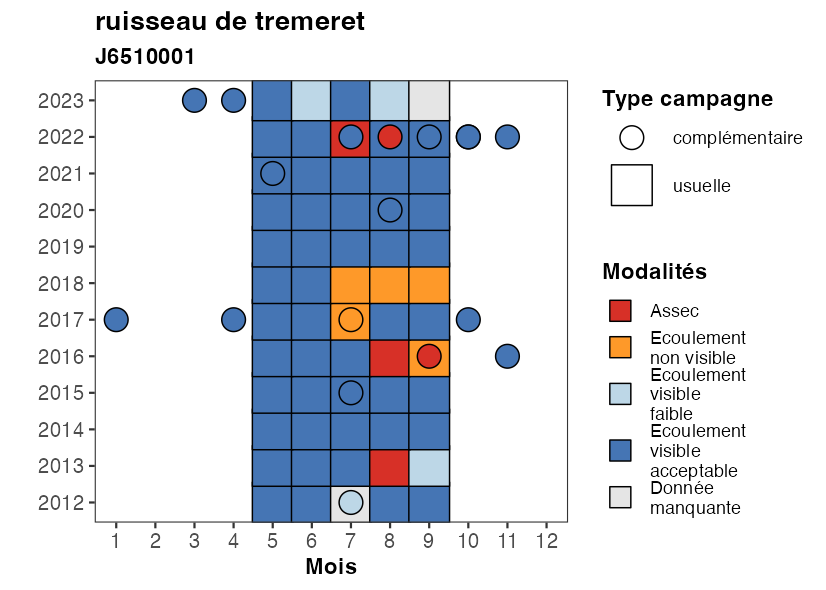 ruisseau de tremeret
J6510001
2023
2022
2021
2020
2019
2018
2017
2016
2015
2014
2013
2012
1 2 3 4 5 6 7 8 9 10 11 12
Mois
Type campagne
complémentaire
usuelle
Modalités
Assec
Ecoulement
non visible
Ecoulement
visible
faible
Ecoulement
visible
acceptable
Donnée
manquante